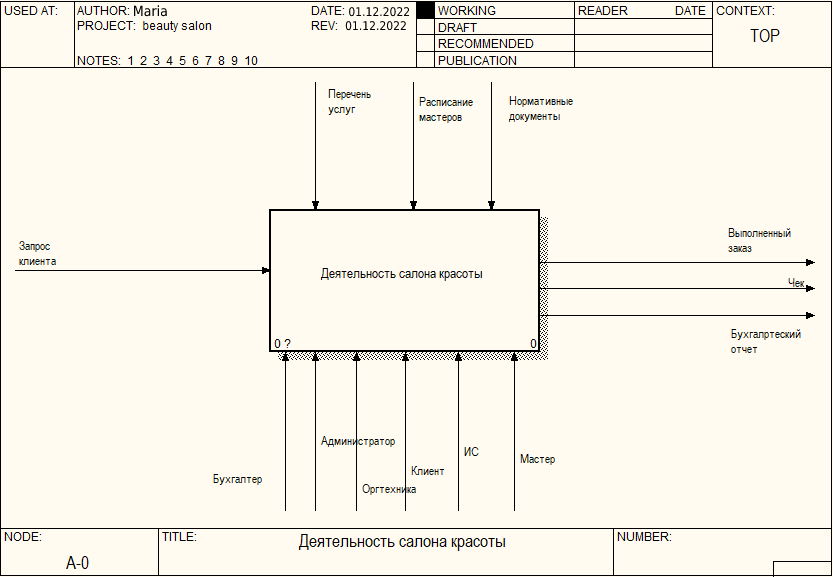 USED AT:
AUTHOR: Maria
DATE: 01.12.2022
PROJECT: beauty salon
REV: 01.12.2022
NOTES: 1 2 3 4 5 6 7 8 9 10
WORKING
DRAFT
RECOMMENDED
PUBLICATION
READER DATE
CONTEXT:
TOP
Перечень
услуг
Расписание
мастеров
Нормативные
документы
Запрос
клиента
Деятельность салона красоты
0 ?
0
Выполненный
заказ
Чек
Бухгалртеский
отчет
Администратор
Бухгалтер
Оргтехника
Клиент
ИС
Мастер
NODE:
A-0
TITLE:
Деятельность салона красоты
NUMBER: